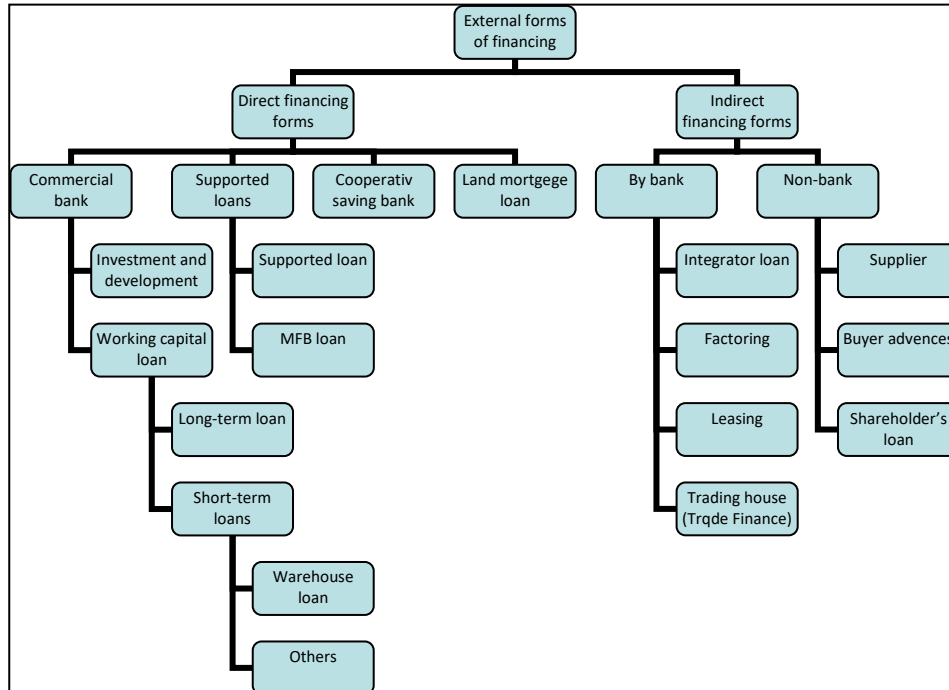 External forms
of financing
Direct financing
forms
Indirect
financing forms
Commercial
bank
Supported
loans
Cooperativ
saving bank
Land mortgege
loan
By bank
Non-bank
Investment and
development
Supported loan
Integrator loan
Supplier
Working capital
loan
MFB loan
Factoring
Buyer advences
Long-term loan
Leasing
Shareholder’s
loan
Short-term
loans
Trading house
(Trqde Finance)
Warehouse
loan
Others